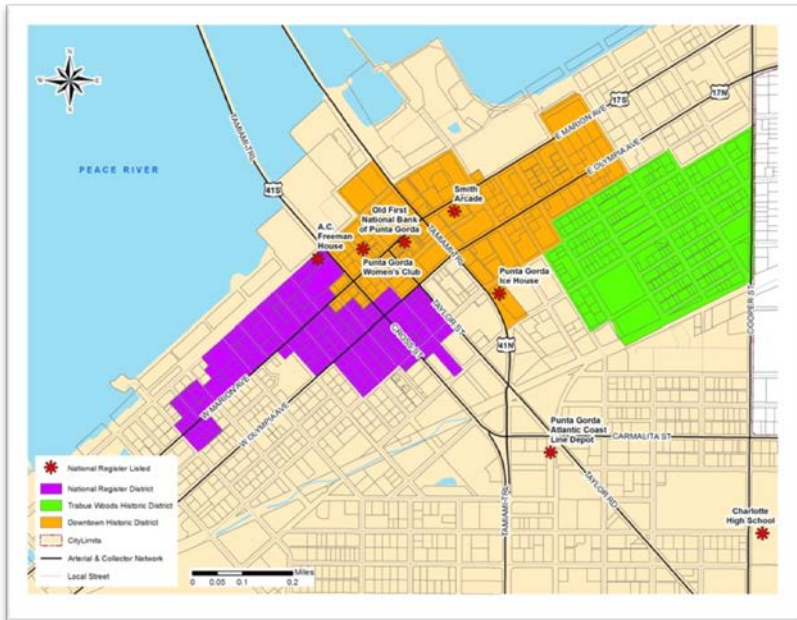 N
W
E
S
PEACE RIVER
TAMIAMI TRL
41S
17S
17N
E MARION AVE
E OLYMPIA AVE
Smith
Arcade
Old First
National Bank
of Punta Gorda
A.C.
Freeman
House
Punta Gorda
Women's Club
TAMIAMI TRL
Punta Gorda
Ice House
TAYLOR ST
CROSS ST
41N
COOPER ST
W MARION AVE
W OLYMPIA AVE
Punta Gorda
Atlantic Coast
Line Depot
CARMALITA ST
TAYLOR RD
TAMIAMI TRL
Charlotte
High School
National Register Listed
National Register District
Trabue Woods Historic District
Downtown Historic District
CityLimits
Arterial & Collector Network
Local Street
Miles
0 0.05 0.1 0.2